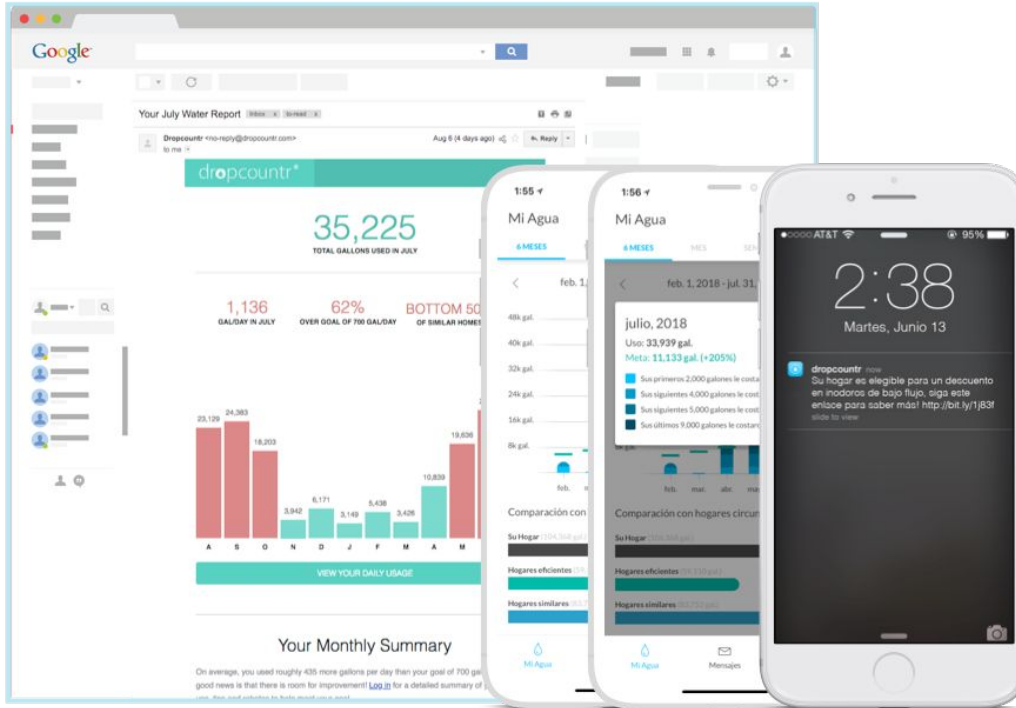 Google
Your July Water Report Inbox x to read x
Dropcountr <no-reply@dropcountr.com>
to me
Aug 6 (4 days ago)
Reply
dropcountr*
35,225
TOTAL GALLONS USED IN JULY
1,136
GAL/DAY IN JULY
62%
OVER GOAL OF 700 GAL/DAY
BOTTOM 50
OF SIMILAR HOMES
23,129 24,383 18,203 3,942 6,171 3,149 5,438 3,426 10,839 19,636
A S O N D J F M A M
VIEW YOUR DAILY USAGE
Your Monthly Summary
On average, you used roughly 435 more gallons per day than your goal of 700
good news is that there is room for improvement! Log in for a detailed summary of
1:55
Mi Agua
6 MESES
feb. 1,
48k gal.
40k gal.
32k gal.
24k gal.
16k gal.
8k gal.
feb.
Comparación con
Su Hogar
Hogares eficientes
Hogares similares
Mi Agua
1:56
Mi Agua
6 MESES MES
feb. 1, 2018 - jul. 31,
julio, 2018
Uso: 33,939 gal.
Meta: 11,133 gal. (+205%)
Sus primeros 2,000 galones le costa
Sus siguientes 4,000 galones le cost
Sus siguientes 5,000 galones le cost
Sus últimos 9,000 galones le costaro
8k gal.
feb. mar. abr. may
Comparación con hogares circun
Su Hogar
Hogares eficientes
Hogares similares
Mi Agua
Mensajes
AT&T 95%
2:38
Martes, Junio 13
dropcountr now
Su hogar es elegible para un descuento
en inodoros de bajo flujo, siga este
enlace para saber más! http://bit.ly/1j83f
slide to view